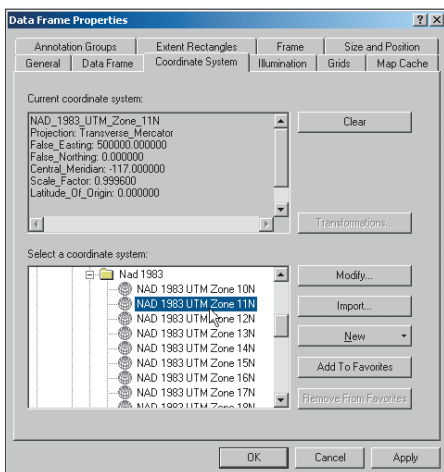 Data Frame Properties
Annotation Groups Extent Rectangles Frame Size and Position
General Data Frame Coordinate System Illumination Grids Map Cache
Current coordinate system:
NAD_1983_UTM_Zone_11N
Projection: Transverse_Mercator
False_Easting: 500000.000000
False_Northing: 0.000000
Central_Meridian: -117.000000
Scale_Factor: 0.999600
Latitude_Of_Origin: 0.000000
Clear
Transformations...
Select a coordinate system:
Nad 1983
NAD 1983 UTM Zone 10N
NAD 1983 UTM Zone 11N
NAD 1983 UTM Zone 12N
NAD 1983 UTM Zone 13N
NAD 1983 UTM Zone 14N
NAD 1983 UTM Zone 15N
NAD 1983 UTM Zone 16N
NAD 1983 UTM Zone 17N
NAD 1983 UTM Zone 18N
Modify...
Import...
New
Add To Favorites
Remove From Favorites
OK Cancel Apply